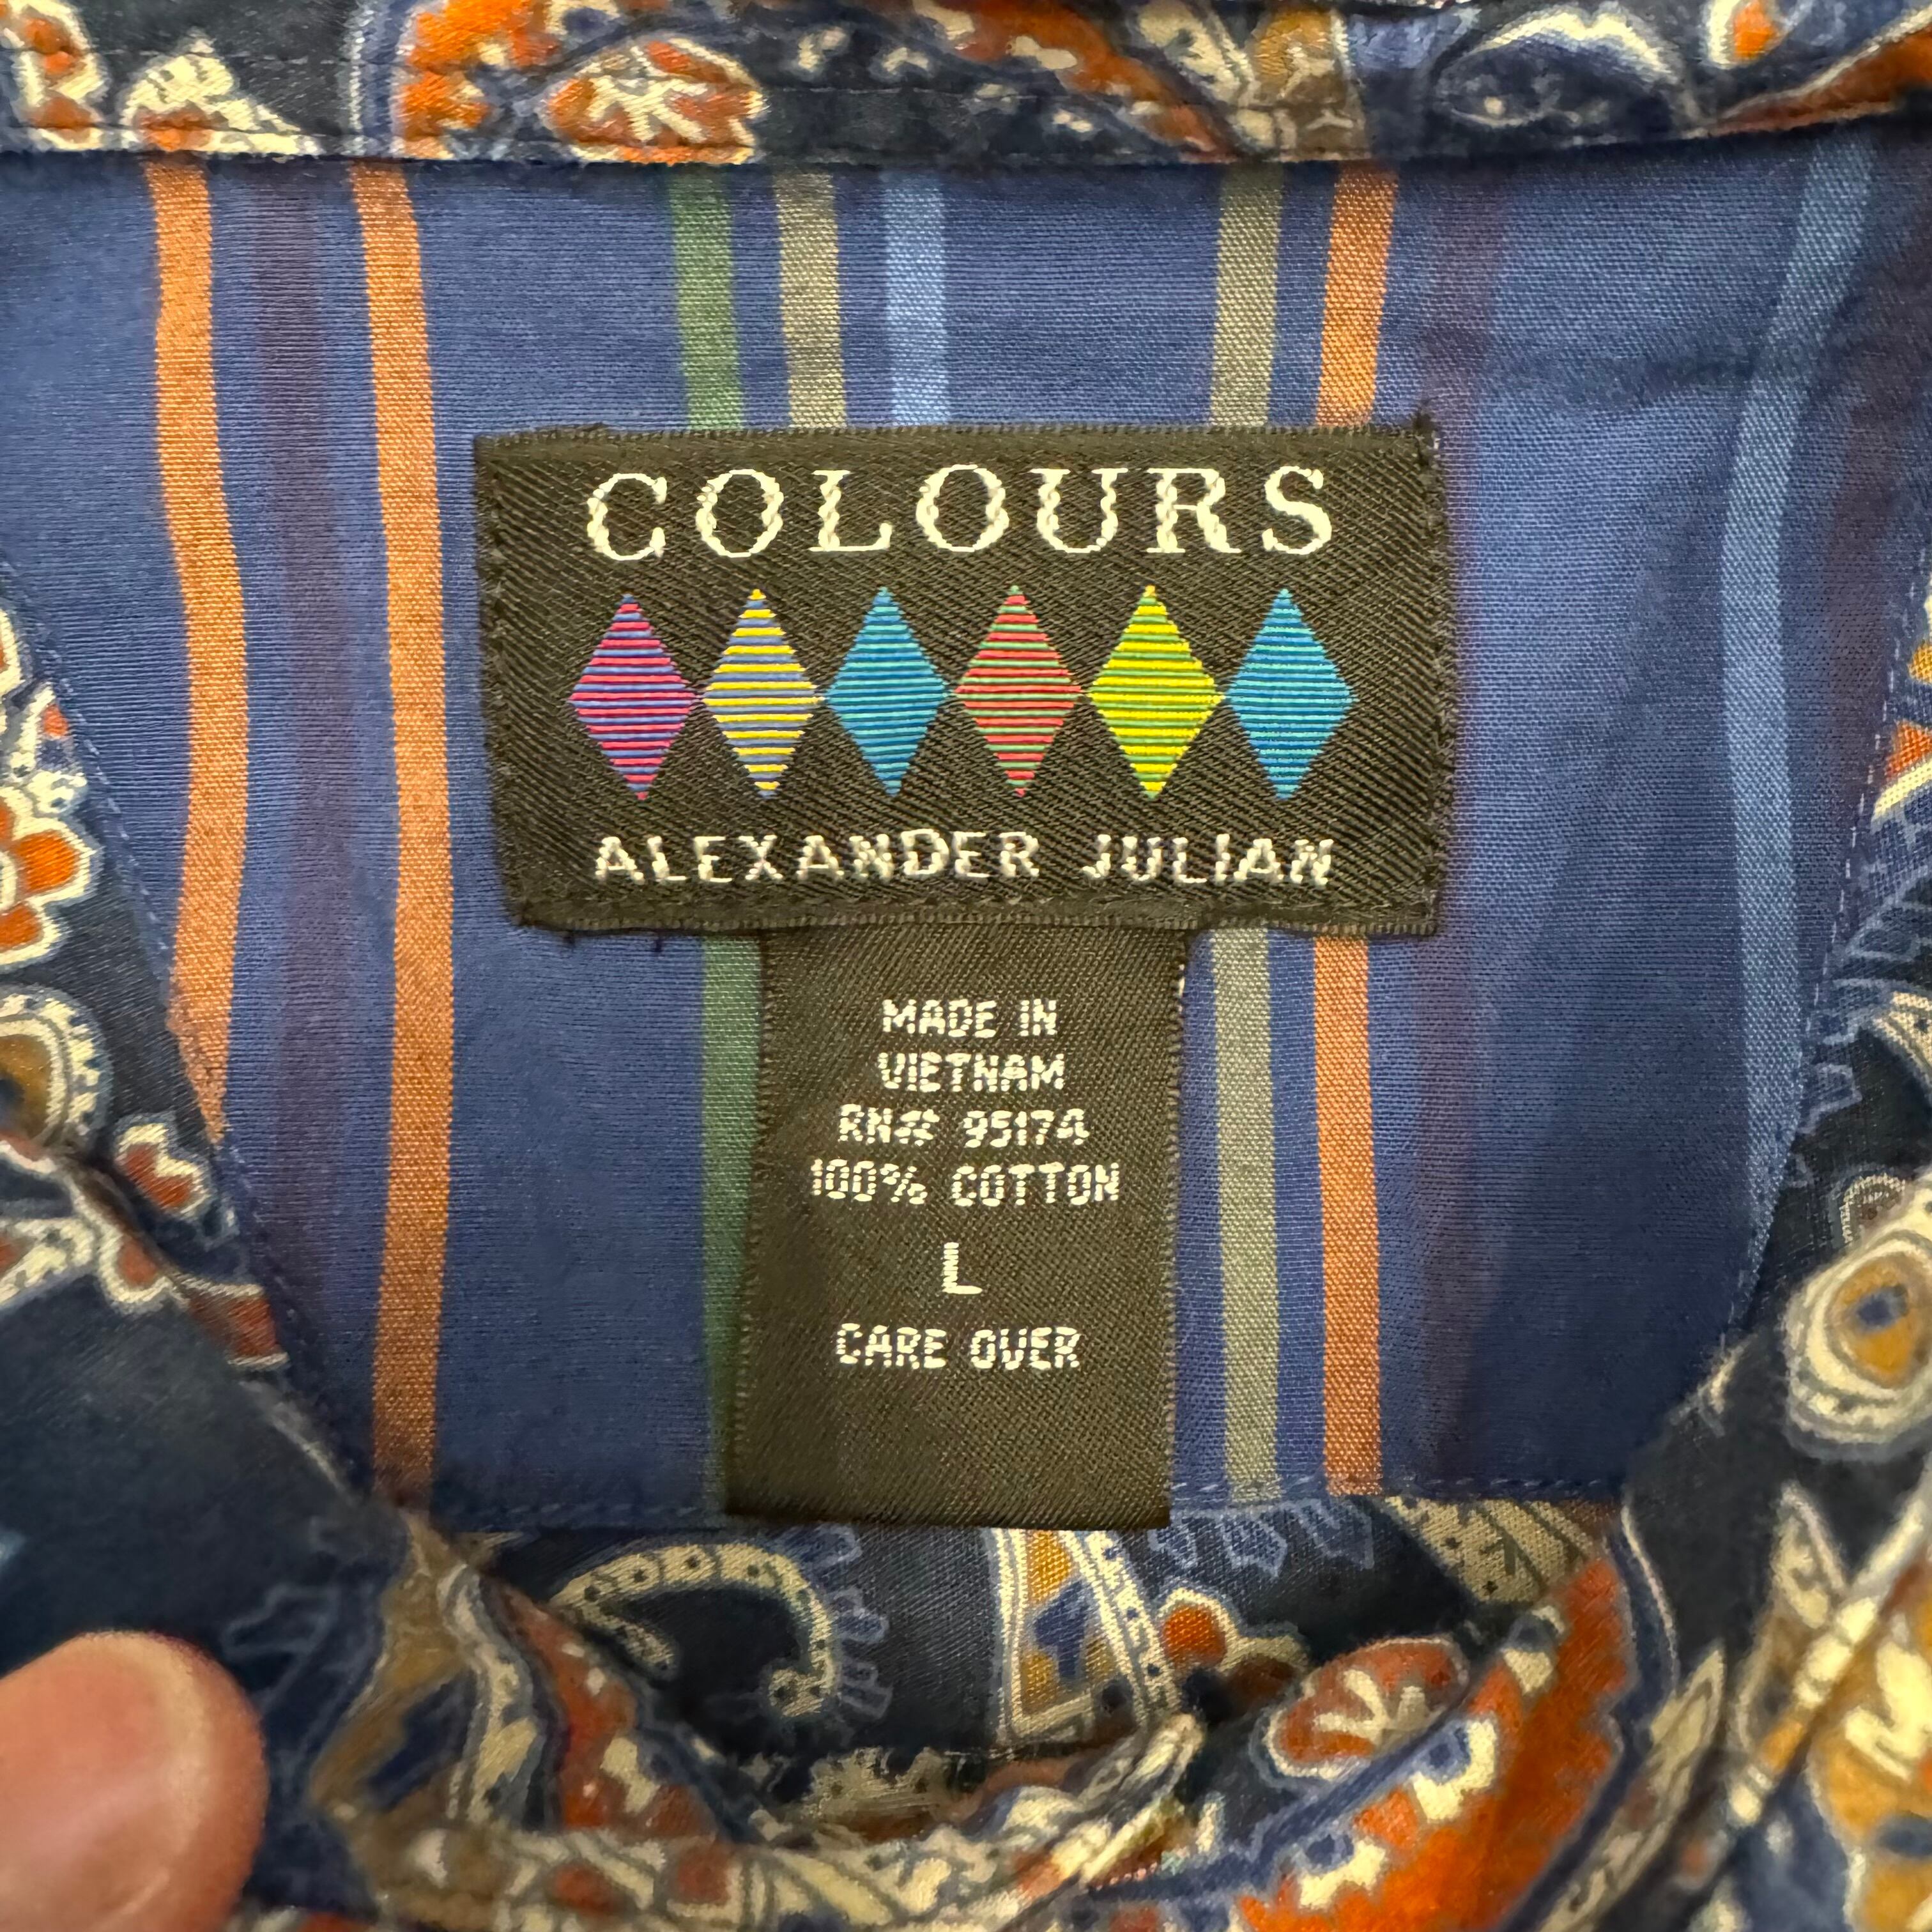 COLOURS
ALEXANDER JULIAN
MADE IN
VIETNAM
RN# 95174
100% COTTON
L
CARE OVER